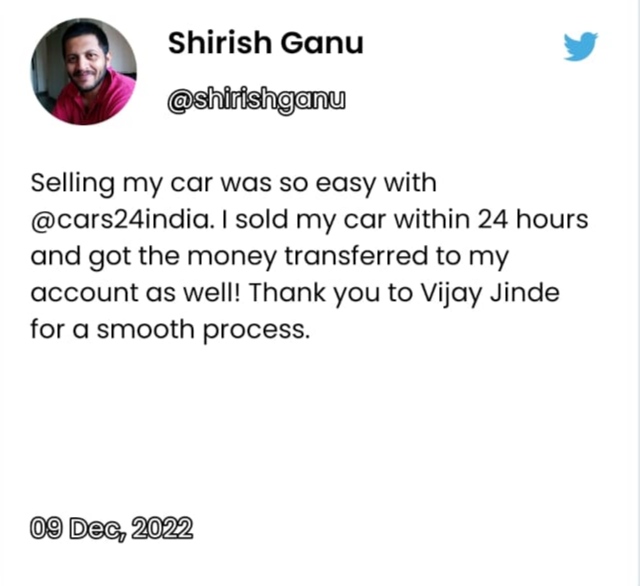 Shirish Ganu
@shirishganu
Selling my car was so easy with
@cars24india. I sold my car within 24 hours
and got the money transferred to my
account as well! Thank you to Vijay Jinde
for a smooth process.
09 Dec, 2022